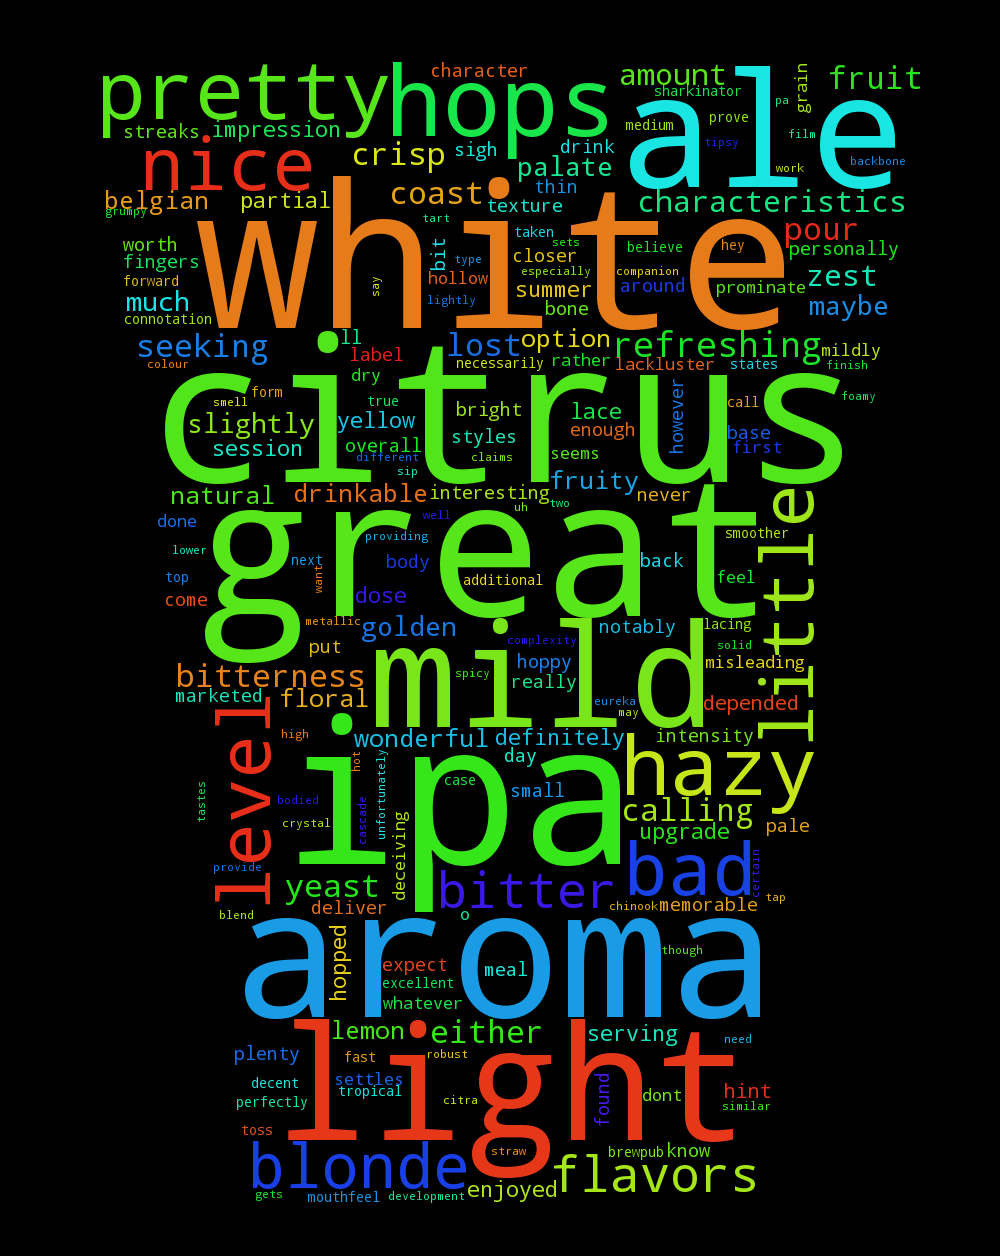 character
pretty
hops
ale
amount
fruit
sharkinator
grain
pa
streaks
impression
medium
prove
film
tipsy
nice
crisp
sigh
drink
palate
work
backbone
belgian
partial
coast
thin
texture
characteristics
grumpy
white
tart
taken
pour
worth
fingers
bit
type
closer
sets
believe
hey
personally
forward
say
hollow
especially
companion
zest
much
lightly
summer
around
prominate
maybe
connotation
bone
seeking
ll
lost
option
refreshing
mildly
colour
label
necessarily
rather
lackluster
states
finish
citrus
dry
smell
form
true
however
call
foamy
slightly
yellow
bright
lace
enough
session
overall
styles
base
first
different
claims
seems
sip
natural
drinkable
interesting
fruity
never
little
great
done
uh
two
well
smoother
lower
providing
next
body
back
top
want
additional
feel
come
dose
metallic
golden
mild
notably
lacing
put
complexity
solid
hoppy
misleading
bitterness
spicy
really
marketed
floral
eureka
depended
level
may
high
wonderful
definitely
intensity
ipa
hot
unfortunately
day
hazy
tastes
case
small
bodied
cascade
calling
crystal
deceiving
upgrade
pale
provide
yeast
bitter
bad
certain
deliver
chinook
memorable
tap
blend
o
aroma
hopped
expect
meal
though
excellent
whatever
lemon
either
serving
need
plenty
fast
robust
light
decent
settles
tropical
found
dont
hint
perfectly
citra
similar
toss
blonde
straw
brewpub
know
flavors
gets
mouthfeel
development
enjoyed